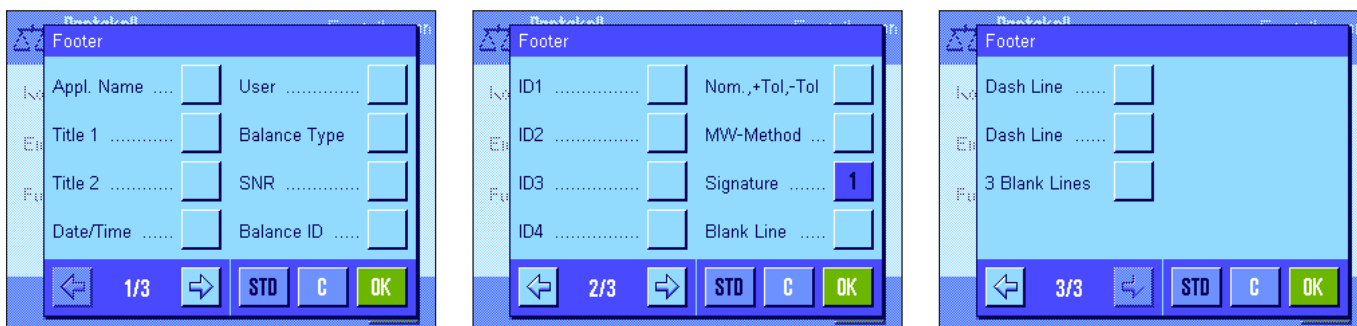 Footer
Appl. Name .... User .............
Title 1 ............ Balance Type
Title 2 ............ SNR .............
Date/Time ...... Balance ID .....
1/3 STD C OK
Footer
ID1 ................ Nom.,+Tol,-Tol
ID2 ................ MW-Method ...
ID3 ................ Signature ....... 1
ID4 ................ Blank Line .....
2/3 STD C OK
Footer
Dash Line ......
Dash Line ......
3 Blank Lines
3/3 STD C OK